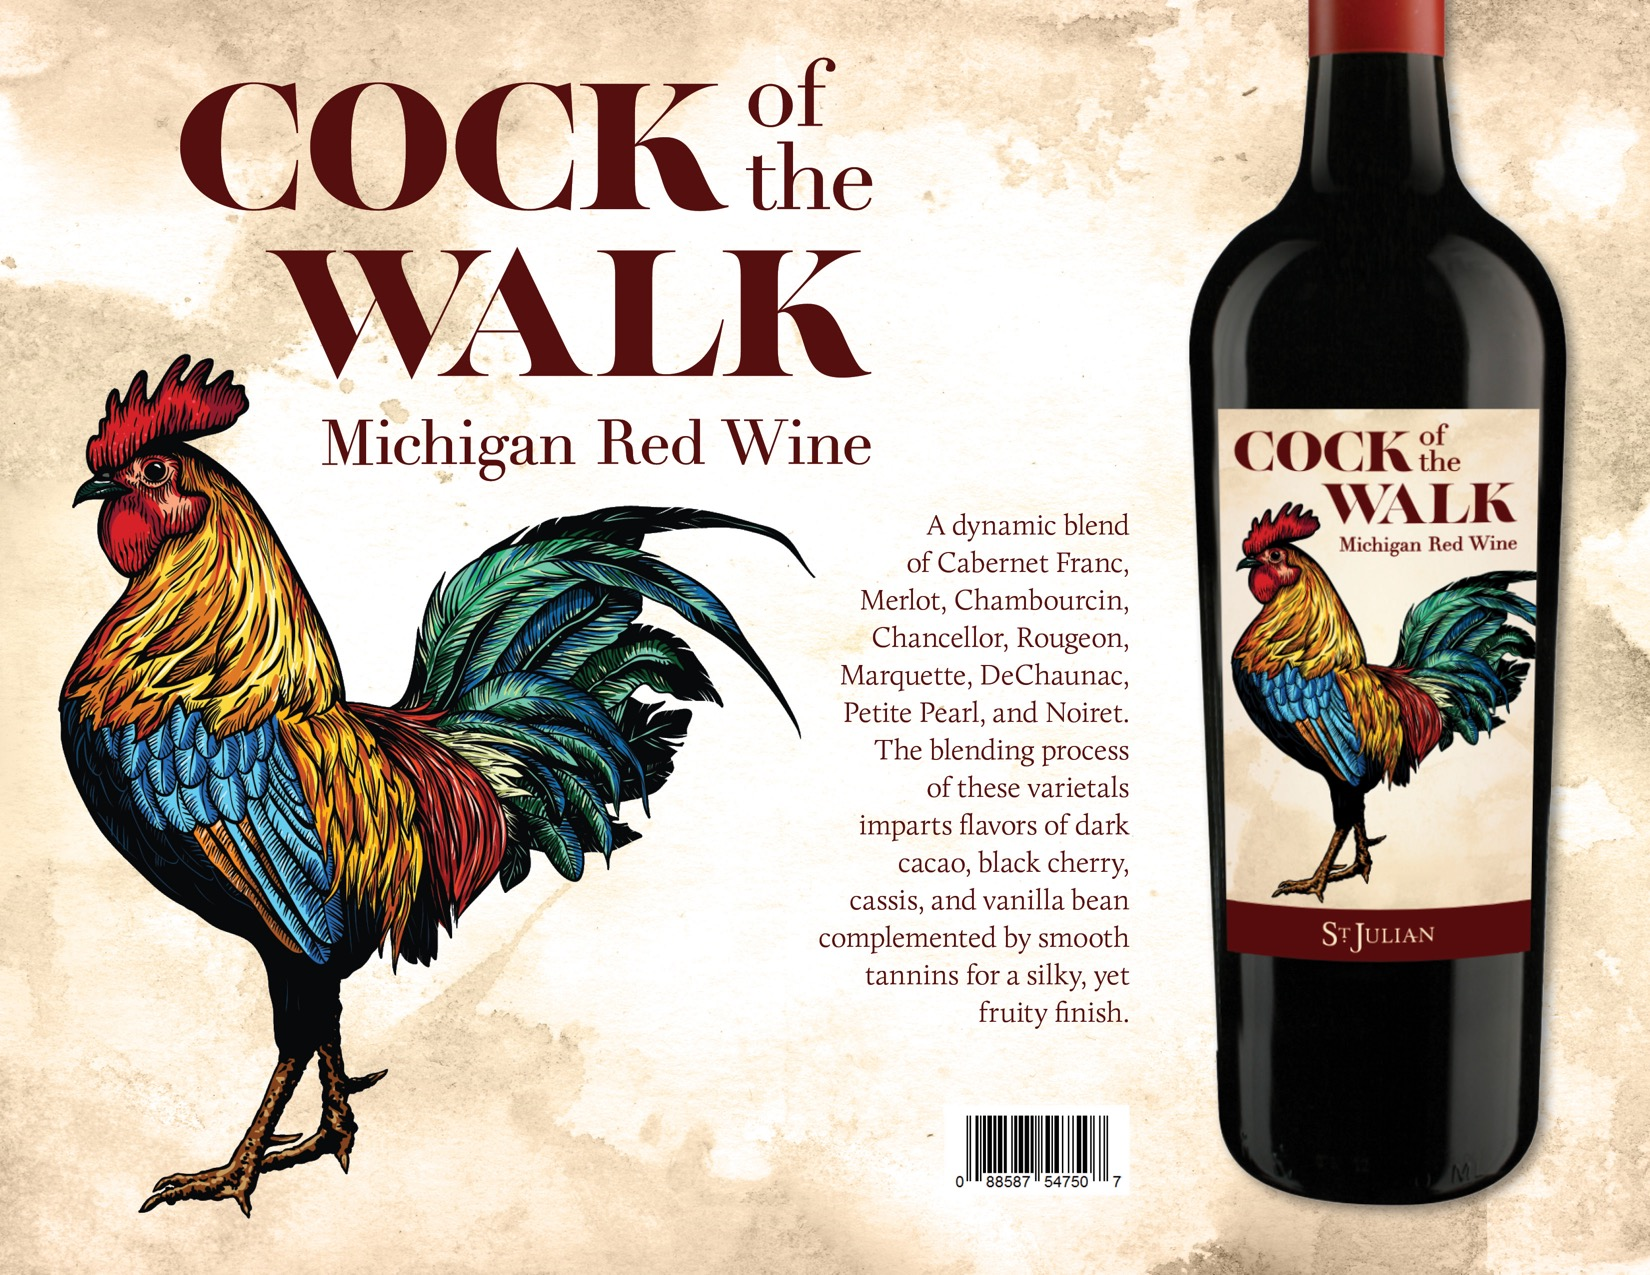 COCK of
the
WALK
Michigan Red Wine
A dynamic blend
of Cabernet Franc,
Merlot, Chambourcin,
Chancellor, Rougeon,
Marquette, DeChaunac,
Petite Pearl, and Noiret.
The blending process
of these varietals
imparts flavors of dark
cacao, black cherry,
cassis, and vanilla bean
complemented by smooth
tannins for a silky, yet
fruity finish.
0 88587 54750 7
COCK of
the
WALK
Michigan Red Wine
ST JULIAN